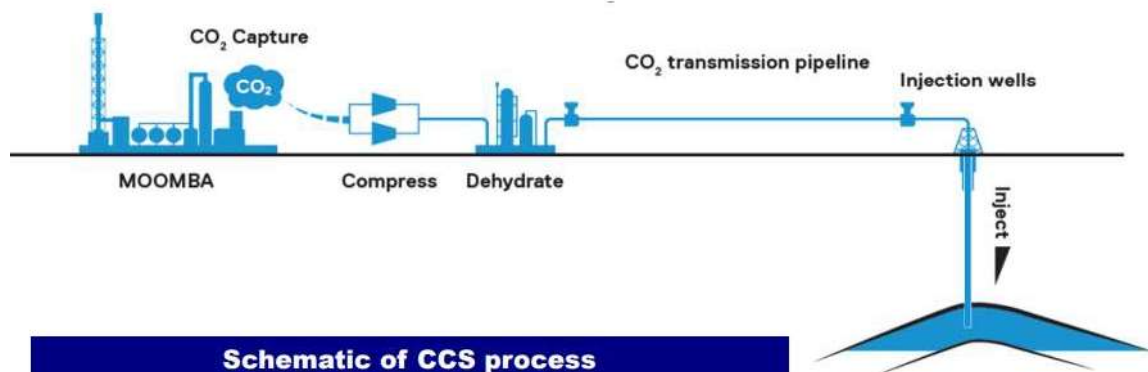 CO₂ Capture
CO₂
CO₂ transmission pipeline
Injection wells
MOOMBA
Compress
Dehydrate
Inject
Schematic of CCS process